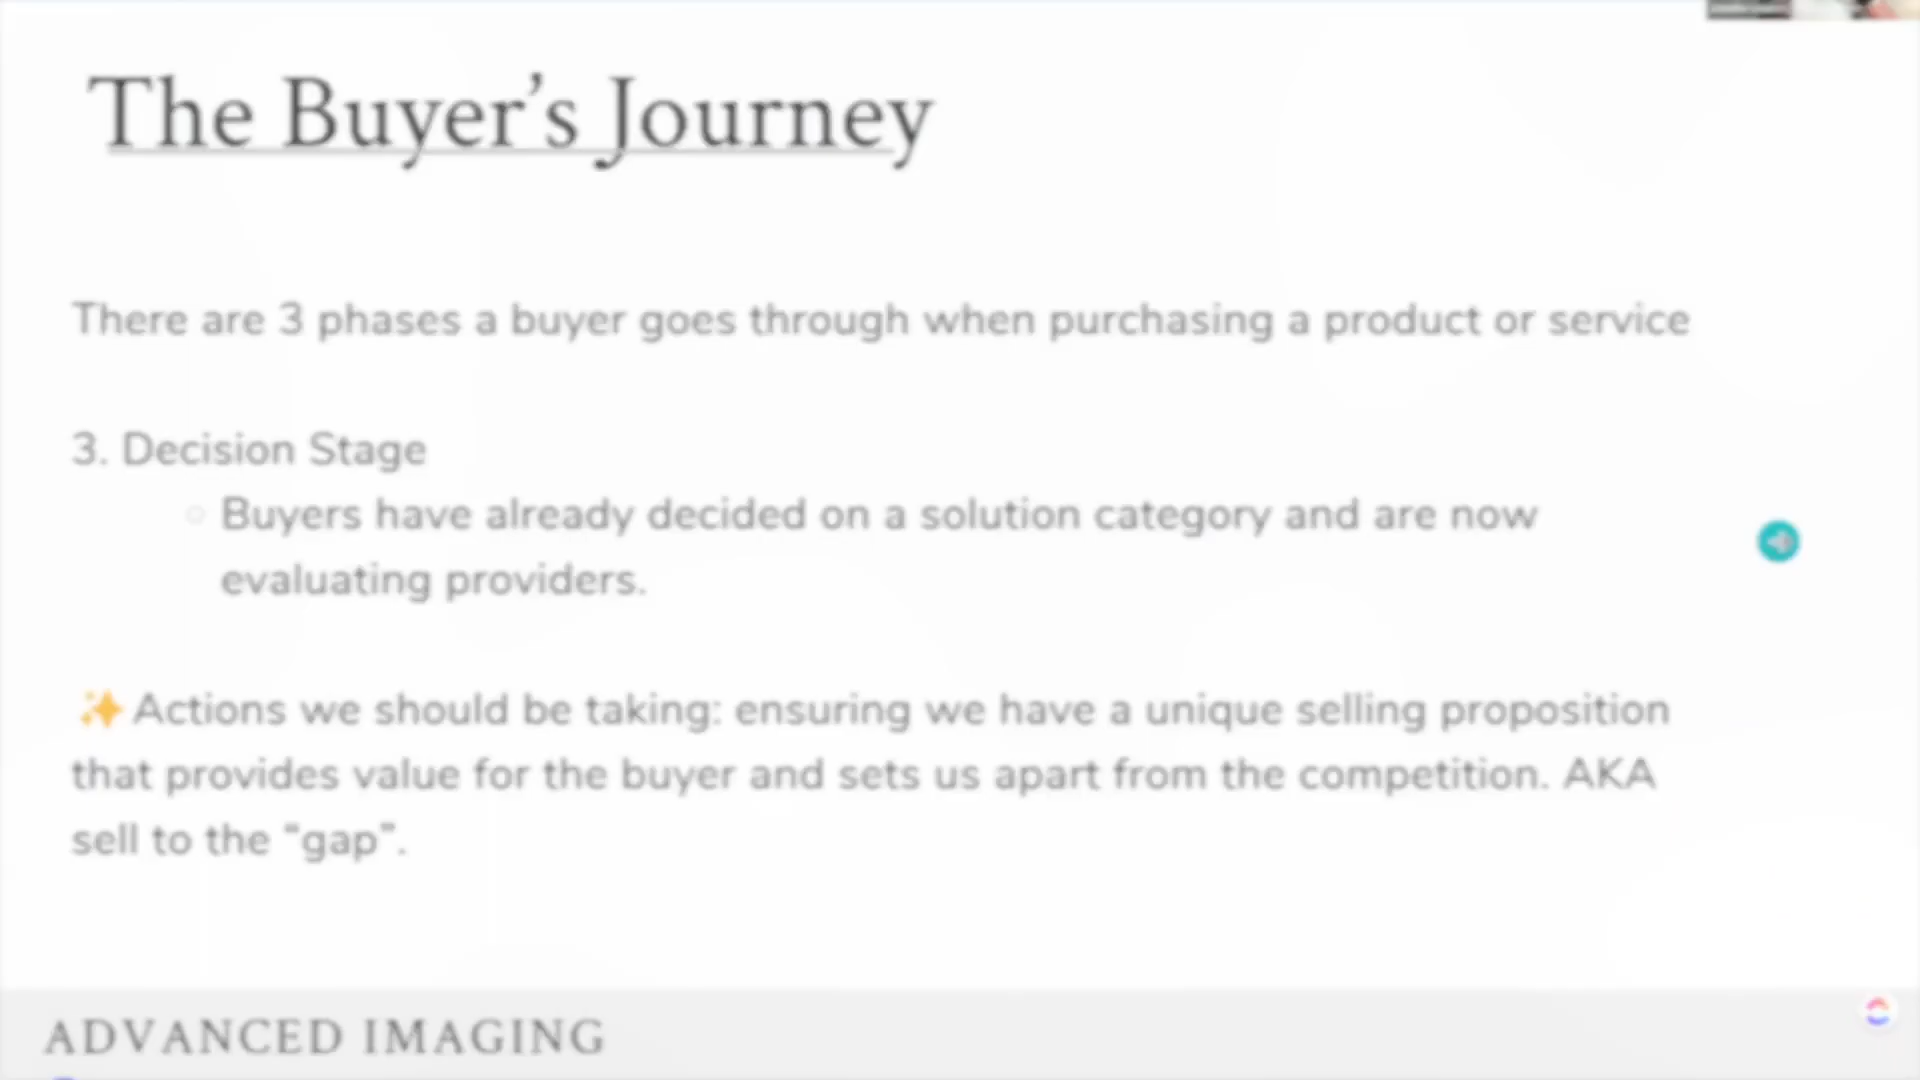 The Buyer’s Journey
There are 3 phases a buyer goes through when purchasing a product or service
3. Decision Stage
Buyers have already decided on a solution category and are now
evaluating providers.
✨Actions we should be taking: ensuring we have a unique selling proposition
that provides value for the buyer and sets us apart from the competition. AKA
sell to the “gap”.
ADVANCED IMAGING